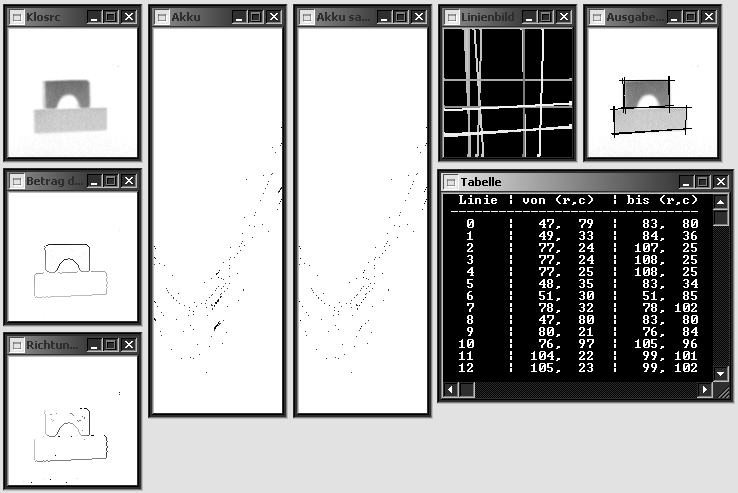 Klosrc
Akku
Akku sa...
Linienbild
Ausgabe...
Betrag d...
Richtun...
Tabelle
Linie ¦ von (r,c) ¦ bis (r,c)
0 ¦ 47, 79 ¦ 83, 80
1 ¦ 49, 33 ¦ 84, 36
2 ¦ 77, 24 ¦ 107, 25
3 ¦ 77, 24 ¦ 108, 25
4 ¦ 77, 25 ¦ 108, 25
5 ¦ 48, 35 ¦ 83, 34
6 ¦ 51, 30 ¦ 51, 85
7 ¦ 78, 32 ¦ 78, 102
8 ¦ 47, 80 ¦ 83, 80
9 ¦ 80, 21 ¦ 76, 84
10 ¦ 76, 97 ¦ 105, 96
11 ¦ 104, 22 ¦ 99, 101
12 ¦ 105, 23 ¦ 99, 102